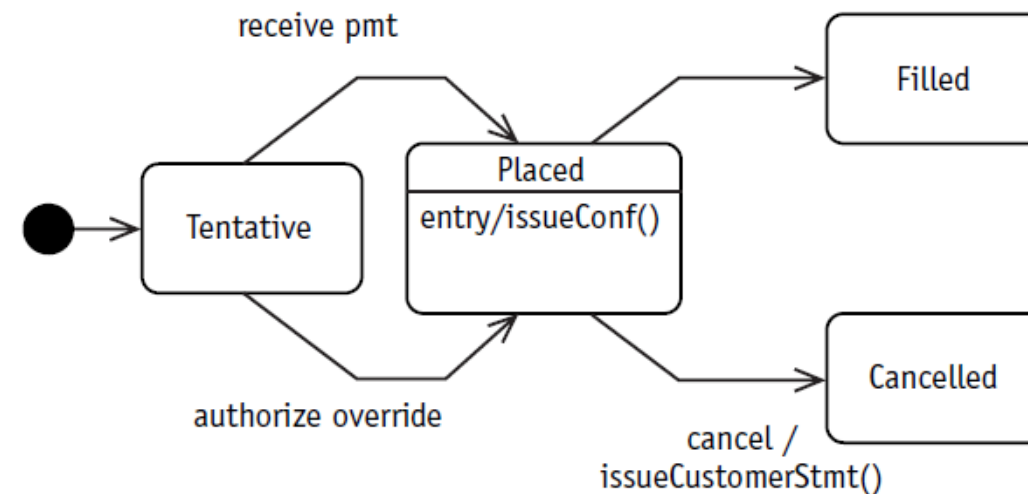 receive pmt
Filled
Placed
Tentative
entry/issueConf()
Cancelled
authorize override
cancel /
issueCustomerStmt()